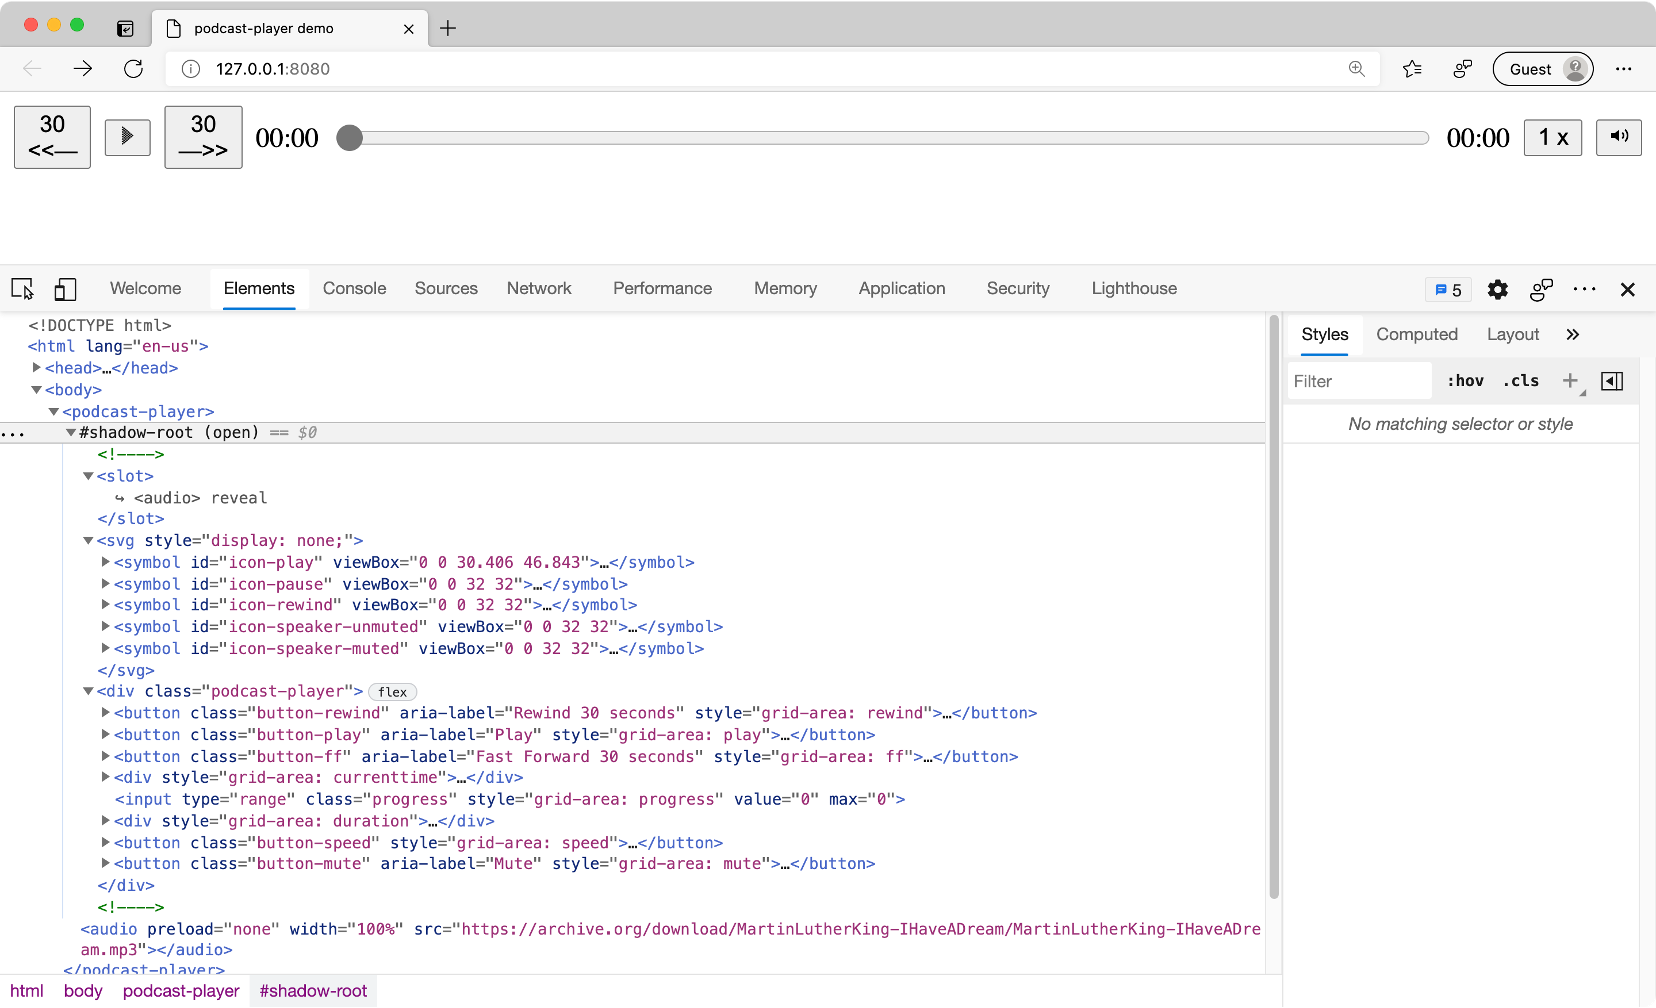 podcast-player demo
127.0.0.1:8080
Guest
30
<<—
30
—>>
00:00
00:00
1 x
Welcome
Elements
Console
Sources
Network
Performance
Memory
Application
Security
Lighthouse
5
<!DOCTYPE html>
<html lang="en-us">
<head>…</head>
<body>
<podcast-player>
... #shadow-root (open) == $0
<!---->
<slot>
↪ <audio> reveal
</slot>
<svg style="display: none;">
<symbol id="icon-play" viewBox="0 0 30.406 46.843">…</symbol>
<symbol id="icon-pause" viewBox="0 0 32 32">…</symbol>
<symbol id="icon-rewind" viewBox="0 0 32 32">…</symbol>
<symbol id="icon-speaker-unmuted" viewBox="0 0 32 32">…</symbol>
<symbol id="icon-speaker-muted" viewBox="0 0 32 32">…</symbol>
</svg>
<div class="podcast-player"> flex
<button class="button-rewind" aria-label="Rewind 30 seconds" style="grid-area: rewind">…</button>
<button class="button-play" aria-label="Play" style="grid-area: play">…</button>
<button class="button-ff" aria-label="Fast Forward 30 seconds" style="grid-area: ff">…</button>
<div style="grid-area: currenttime">…</div>
<input type="range" class="progress" style="grid-area: progress" value="0" max="0">
<div style="grid-area: duration">…</div>
<button class="button-speed" style="grid-area: speed">…</button>
<button class="button-mute" aria-label="Mute" style="grid-area: mute">…</button>
</div>
<!---->
<audio preload="none" width="100%" src="https://archive.org/download/MartinLutherKing-IHaveADream/MartinLutherKing-IHaveADre
am.mp3"></audio>
</podcast-player>
html
body
podcast-player
#shadow-root
Styles
Computed
Layout
Filter
:hov
.cls
No matching selector or style